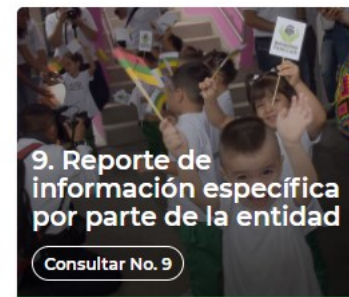 9. Reporte de
información específica
por parte de la entidad
Consultar No. 9